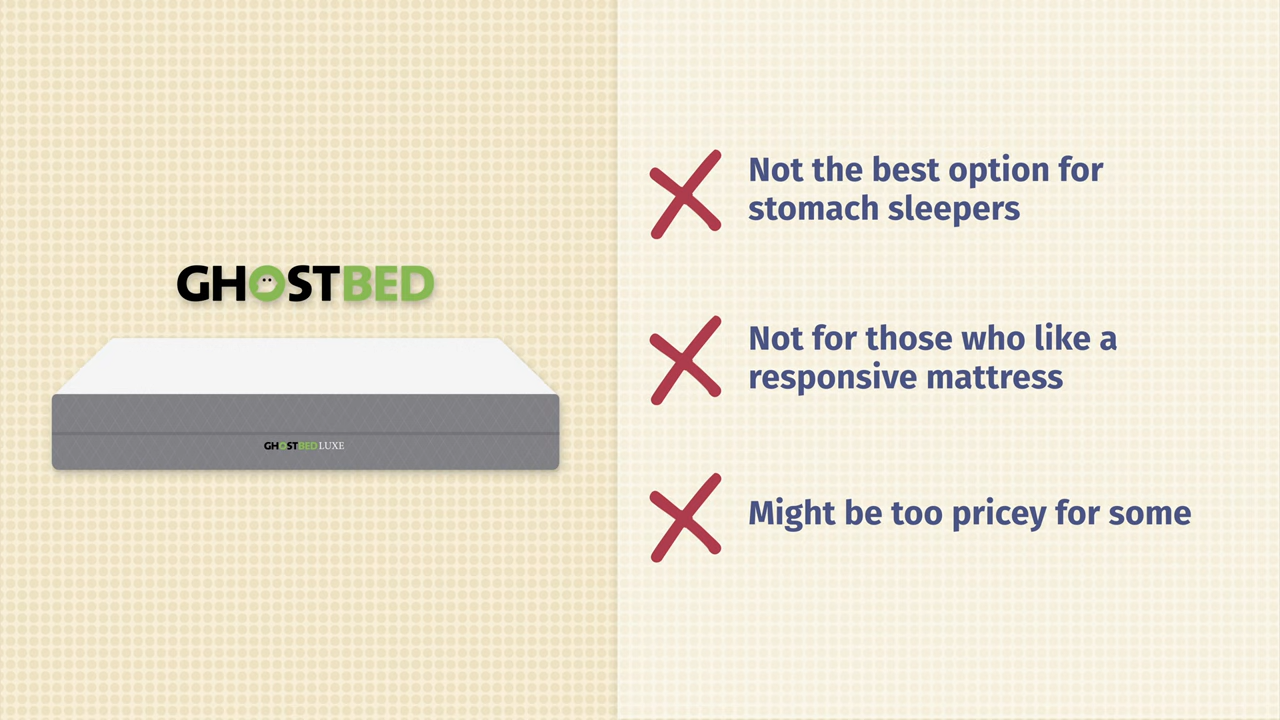 GHOSTBED
GHOSTBED LUXE
Not the best option for
stomach sleepers
Not for those who like a
responsive mattress
Might be too pricey for some